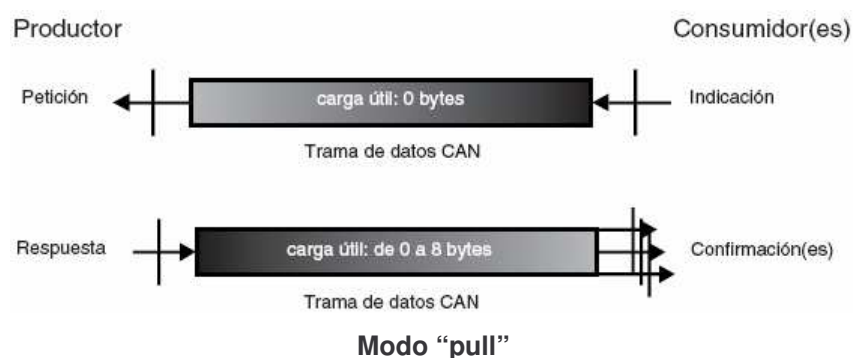 Productor
Consumidor(es)
Petición
carga útil: 0 bytes
Indicación
Trama de datos CAN
Respuesta
carga útil: de 0 a 8 bytes
Confirmación(es)
Trama de datos CAN
Modo “pull”